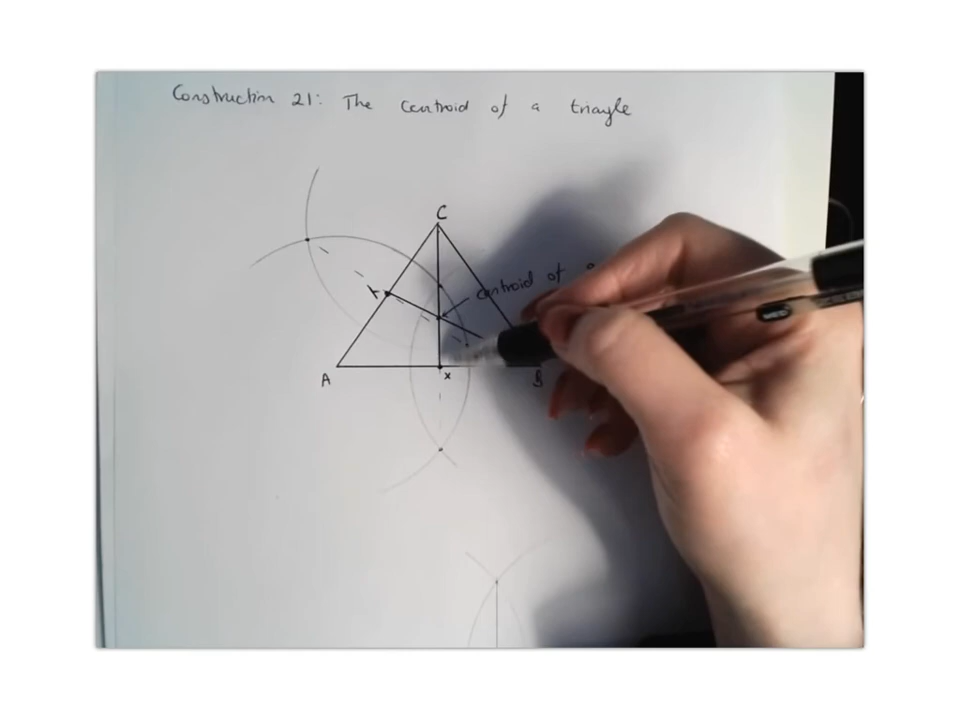 Construction 21: The Centroid of a triangle
C
centroid of a
Y
A
x
B